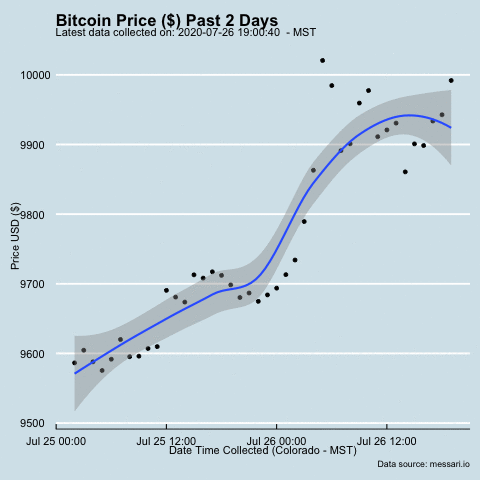 Bitcoin Price ($) Past 2 Days
Latest data collected on: 2020-07-26 19:00:40  - MST
10000
9900
9800
9700
9600
9500
Price USD ($)
Jul 25 00:00 Jul 25 12:00 Jul 26 00:00 Jul 26 12:00
Date Time Collected (Colorado - MST)
Data source: messari.io